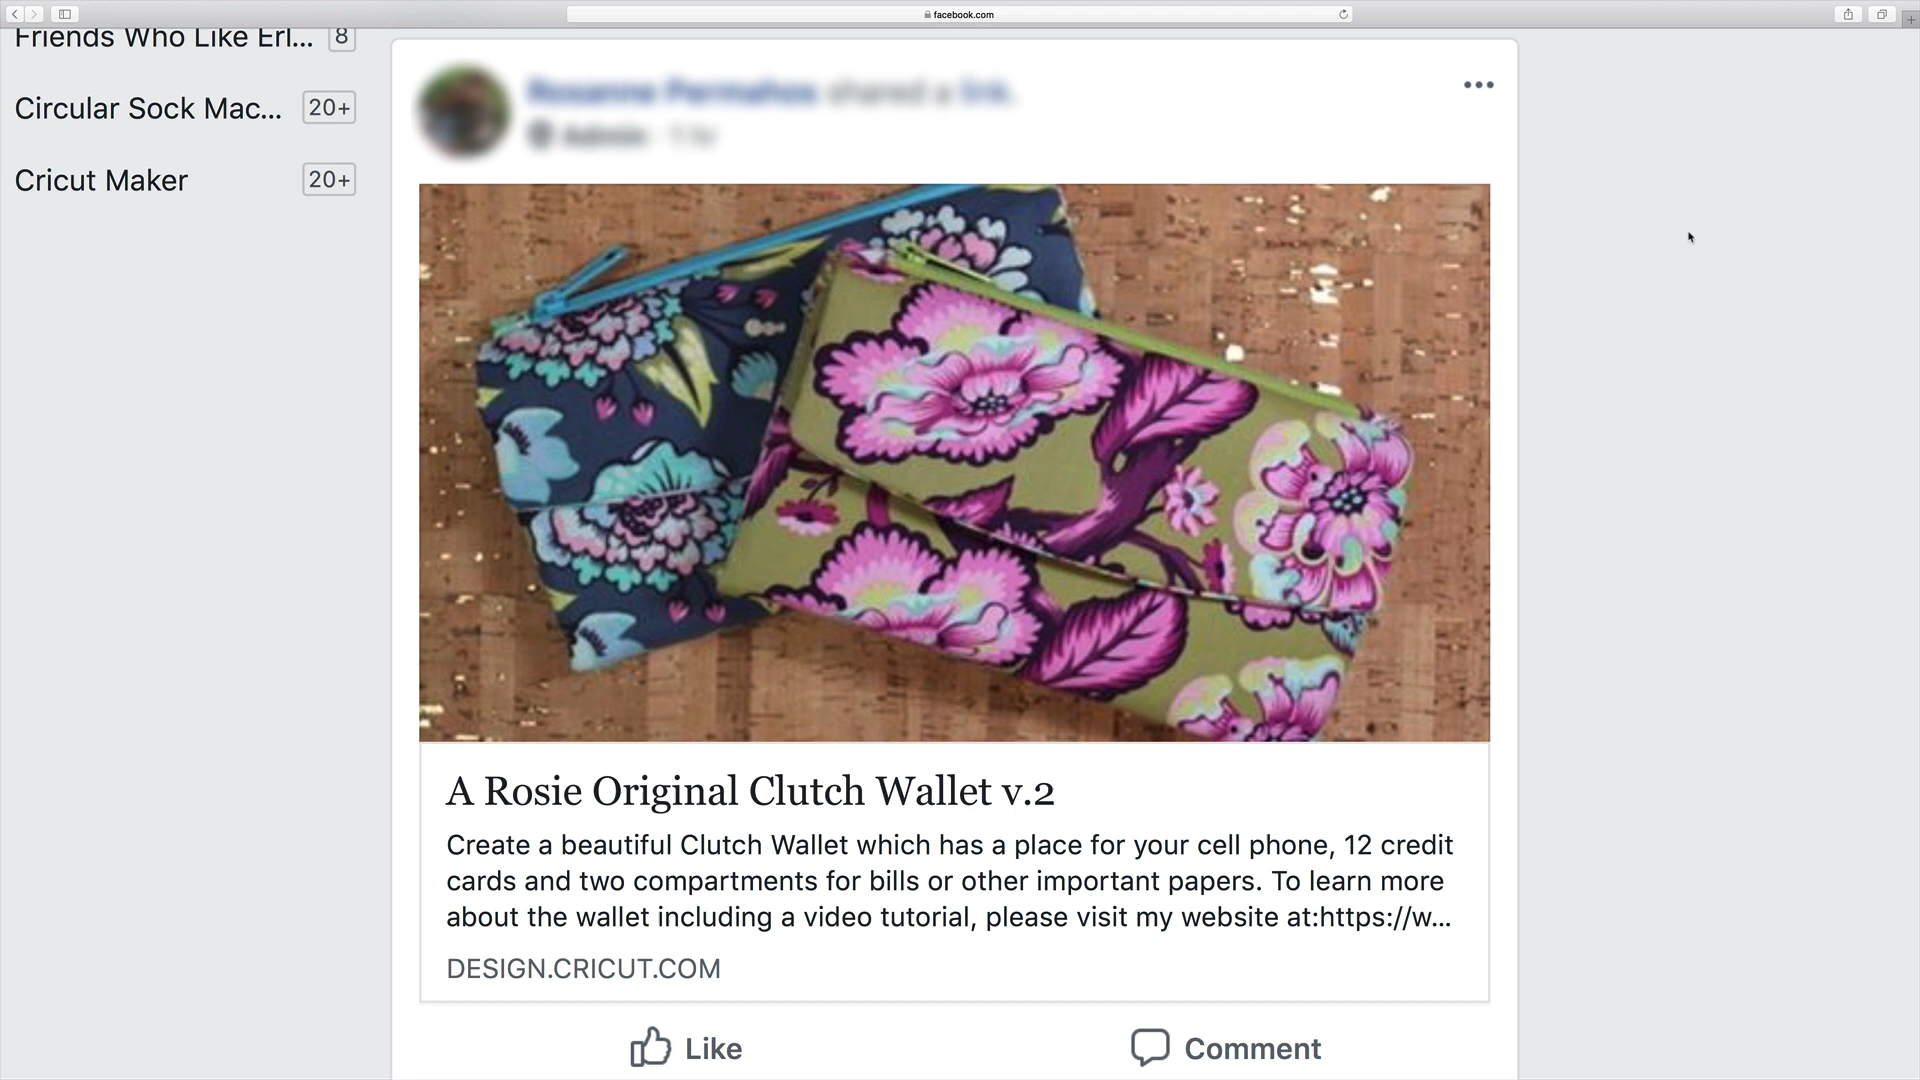 facebook.com
Friends Who Like Erl... 8
Circular Sock Mac... 20+
Cricut Maker 20+
shared a link.
Admin
A Rosie Original Clutch Wallet v.2
Create a beautiful Clutch Wallet which has a place for your cell phone, 12 credit
cards and two compartments for bills or other important papers. To learn more
about the wallet including a video tutorial, please visit my website at:https://w...
DESIGN.CRICUT.COM
Like
Comment